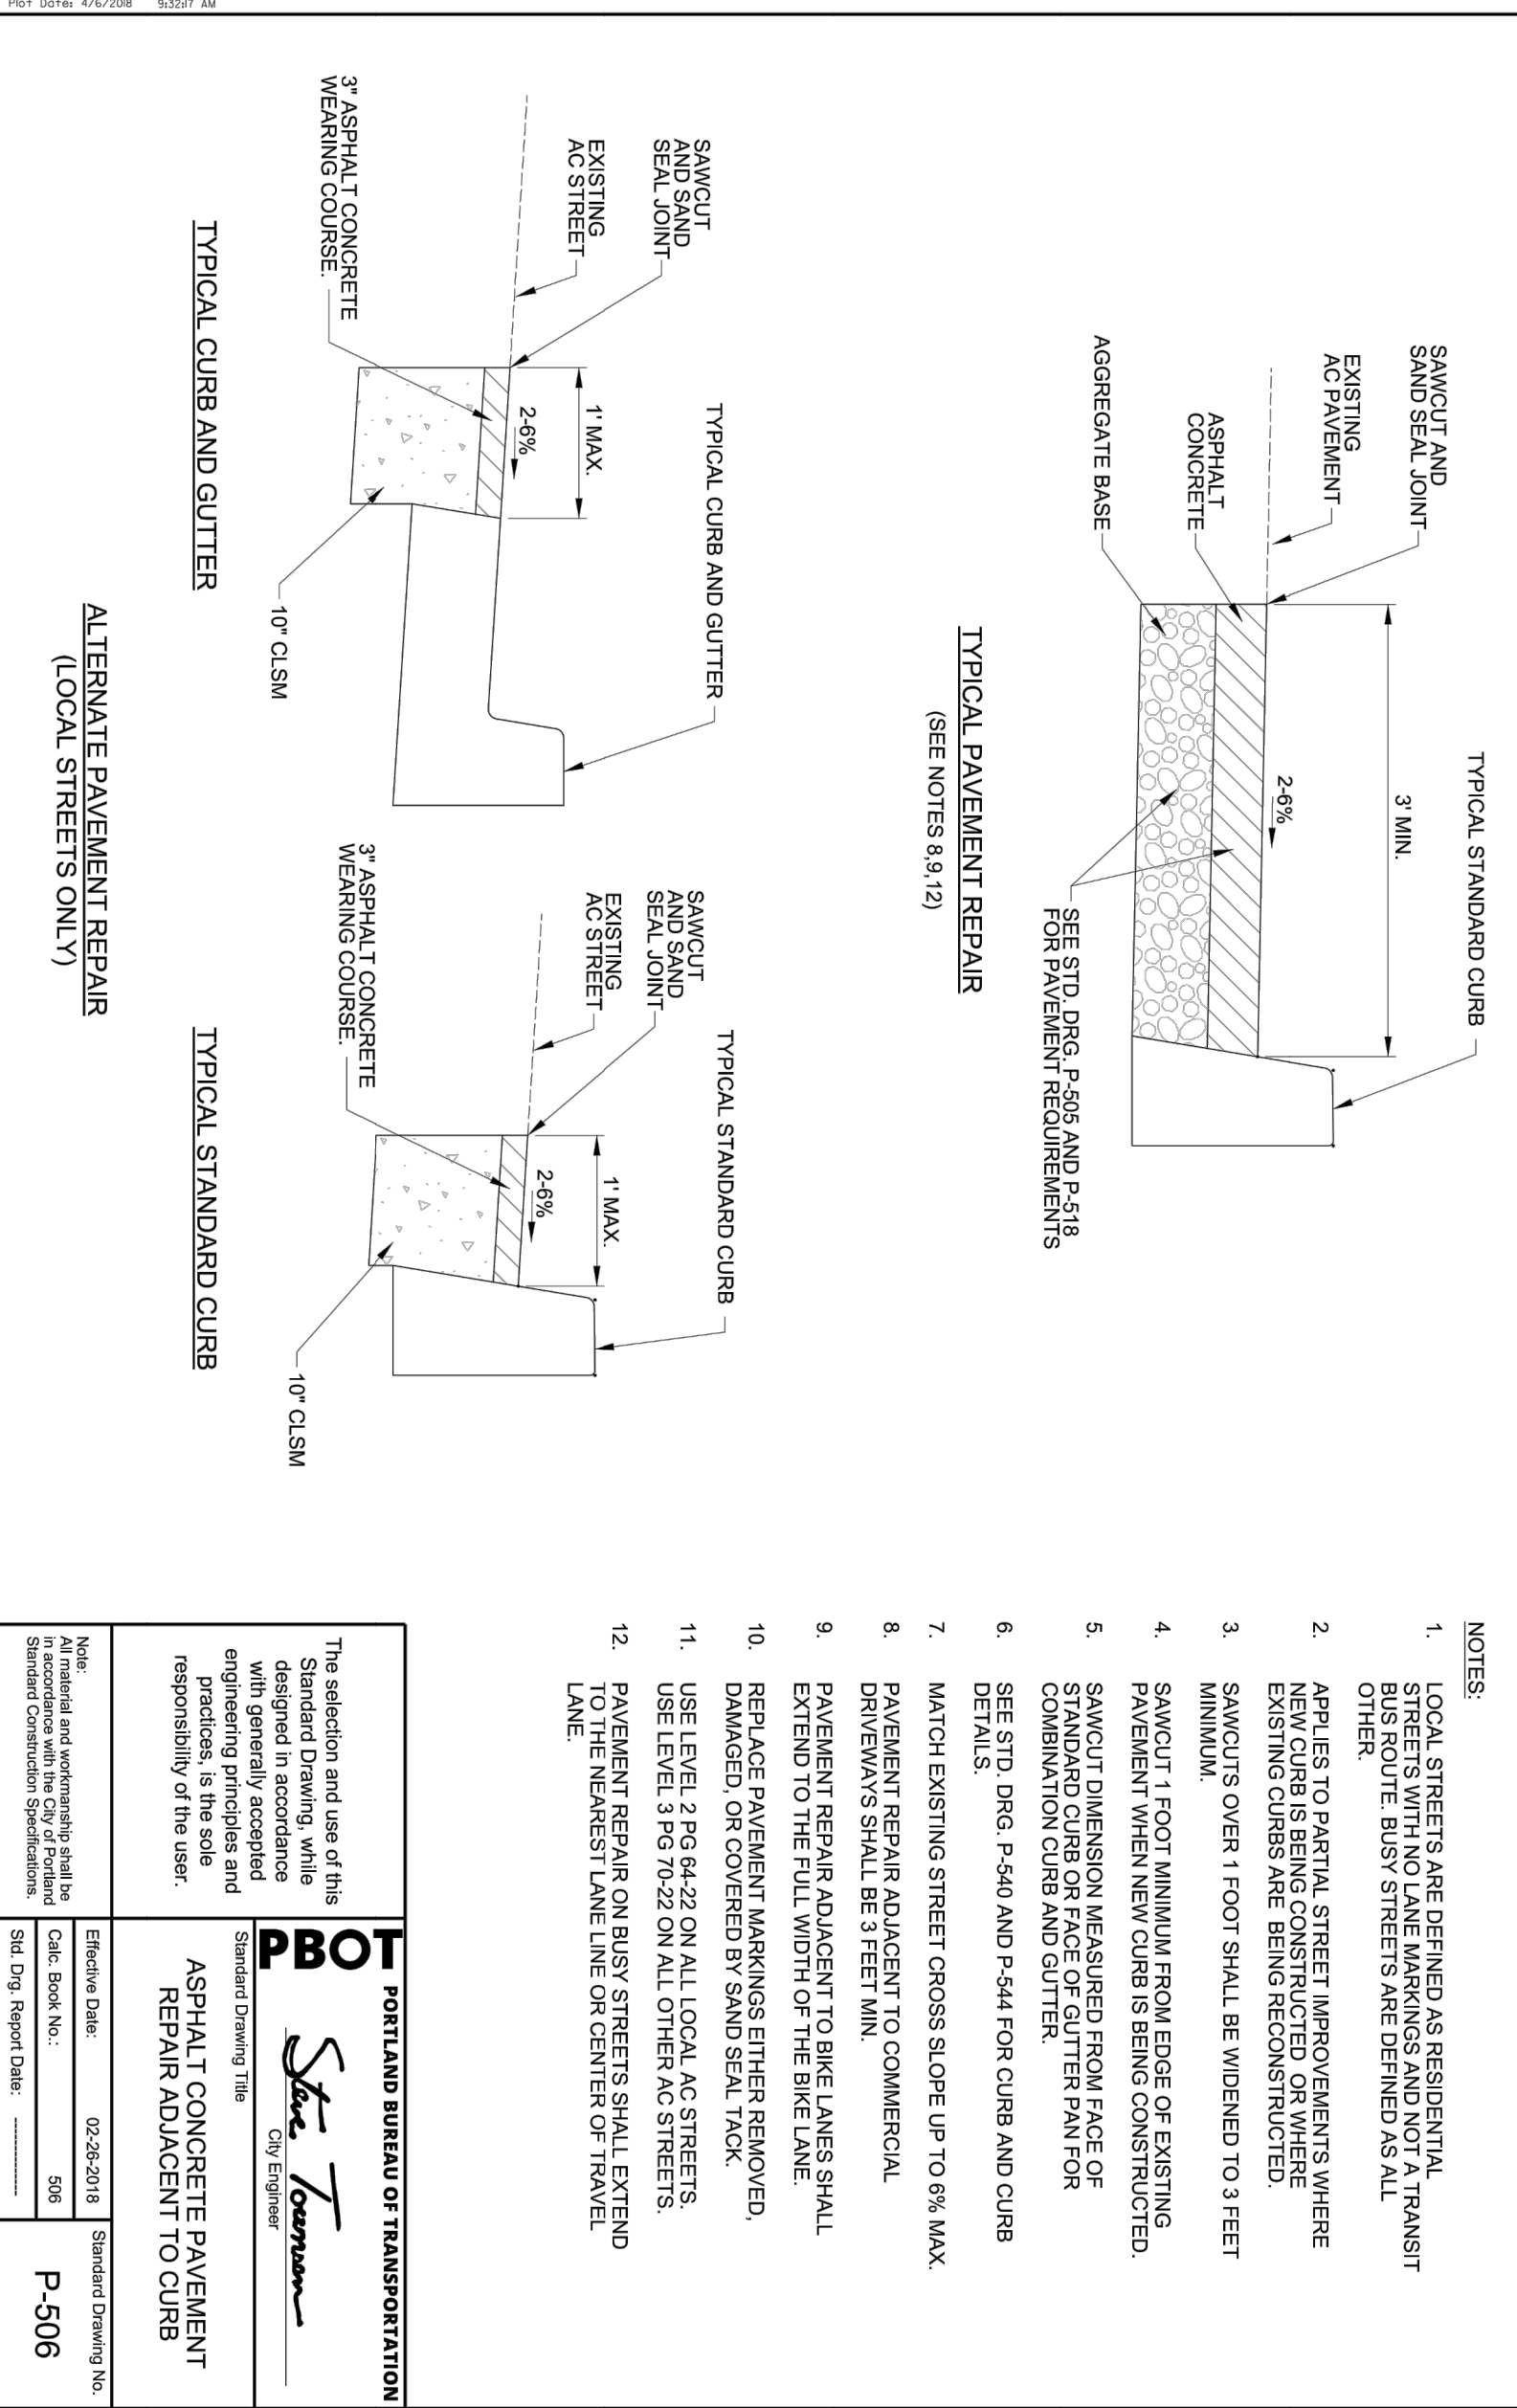 Plot Date: 4/6/2018 9:32:17 AM
TYPICAL STANDARD CURB
3' MIN.
SAWCUT AND
SAND SEAL JOINT
EXISTING
AC PAVEMENT
2-6%
ASPHALT
CONCRETE
AGGREGATE BASE
SEE STD. DRG. P-505 AND P-518
FOR PAVEMENT REQUIREMENTS
TYPICAL PAVEMENT REPAIR
(SEE NOTES 8,9,12)
TYPICAL CURB AND GUTTER
SAWCUT
AND SAND
SEAL JOINT
EXISTING
AC STREET
1' MAX.
2-6%
3" ASPHALT CONCRETE
WEARING COURSE.
10" CLSM
TYPICAL CURB AND GUTTER
TYPICAL STANDARD CURB
SAWCUT
AND SAND
SEAL JOINT
EXISTING
AC STREET
1' MAX.
2-6%
3" ASPHALT CONCRETE
WEARING COURSE.
10" CLSM
TYPICAL STANDARD CURB
ALTERNATE PAVEMENT REPAIR
(LOCAL STREETS ONLY)
NOTES:
1. LOCAL STREETS ARE DEFINED AS RESIDENTIAL
STREETS WITH NO LANE MARKINGS AND NOT A TRANSIT
BUS ROUTE. BUSY STREETS ARE DEFINED AS ALL
OTHER.
2. APPLIES TO PARTIAL STREET IMPROVEMENTS WHERE
NEW CURB IS BEING CONSTRUCTED OR WHERE
EXISTING CURBS ARE BEING RECONSTRUCTED.
3. SAWCUTS OVER 1 FOOT SHALL BE WIDENED TO 3 FEET
MINIMUM.
4. SAWCUT 1 FOOT MINIMUM FROM EDGE OF EXISTING
PAVEMENT WHEN NEW CURB IS BEING CONSTRUCTED.
5. SAWCUT DIMENSION MEASURED FROM FACE OF
STANDARD CURB OR FACE OF GUTTER PAN FOR
COMBINATION CURB AND GUTTER.
6. SEE STD. DRG. P-540 AND P-544 FOR CURB AND CURB
DETAILS.
7. MATCH EXISTING STREET CROSS SLOPE UP TO 6% MAX.
8. PAVEMENT REPAIR ADJACENT TO COMMERCIAL
DRIVEWAYS SHALL BE 3 FEET MIN.
9. PAVEMENT REPAIR ADJACENT TO BIKE LANES SHALL
EXTEND TO THE FULL WIDTH OF THE BIKE LANE.
10. REPLACE PAVEMENT MARKINGS EITHER REMOVED,
DAMAGED, OR COVERED BY SAND SEAL TACK.
11. USE LEVEL 2 PG 64-22 ON ALL LOCAL AC STREETS.
USE LEVEL 3 PG 70-22 ON ALL OTHER AC STREETS.
12. PAVEMENT REPAIR ON BUSY STREETS SHALL EXTEND
TO THE NEAREST LANE LINE OR CENTER OF TRAVEL
LANE.
The selection and use of this
Standard Drawing, while
designed in accordance
with generally accepted
engineering principles and
practices, is the sole
responsibility of the user.
Note:
All material and workmanship shall be
in accordance with the City of Portland
Standard Construction Specifications.
PBOT
PORTLAND BUREAU OF TRANSPORTATION
Steve Townsen
City Engineer
Standard Drawing Title
ASPHALT CONCRETE PAVEMENT
REPAIR ADJACENT TO CURB
Effective Date: 02-26-2018
Calc. Book No.: 506
Std. Drg. Report Date: ------------
Standard Drawing No.
P-506